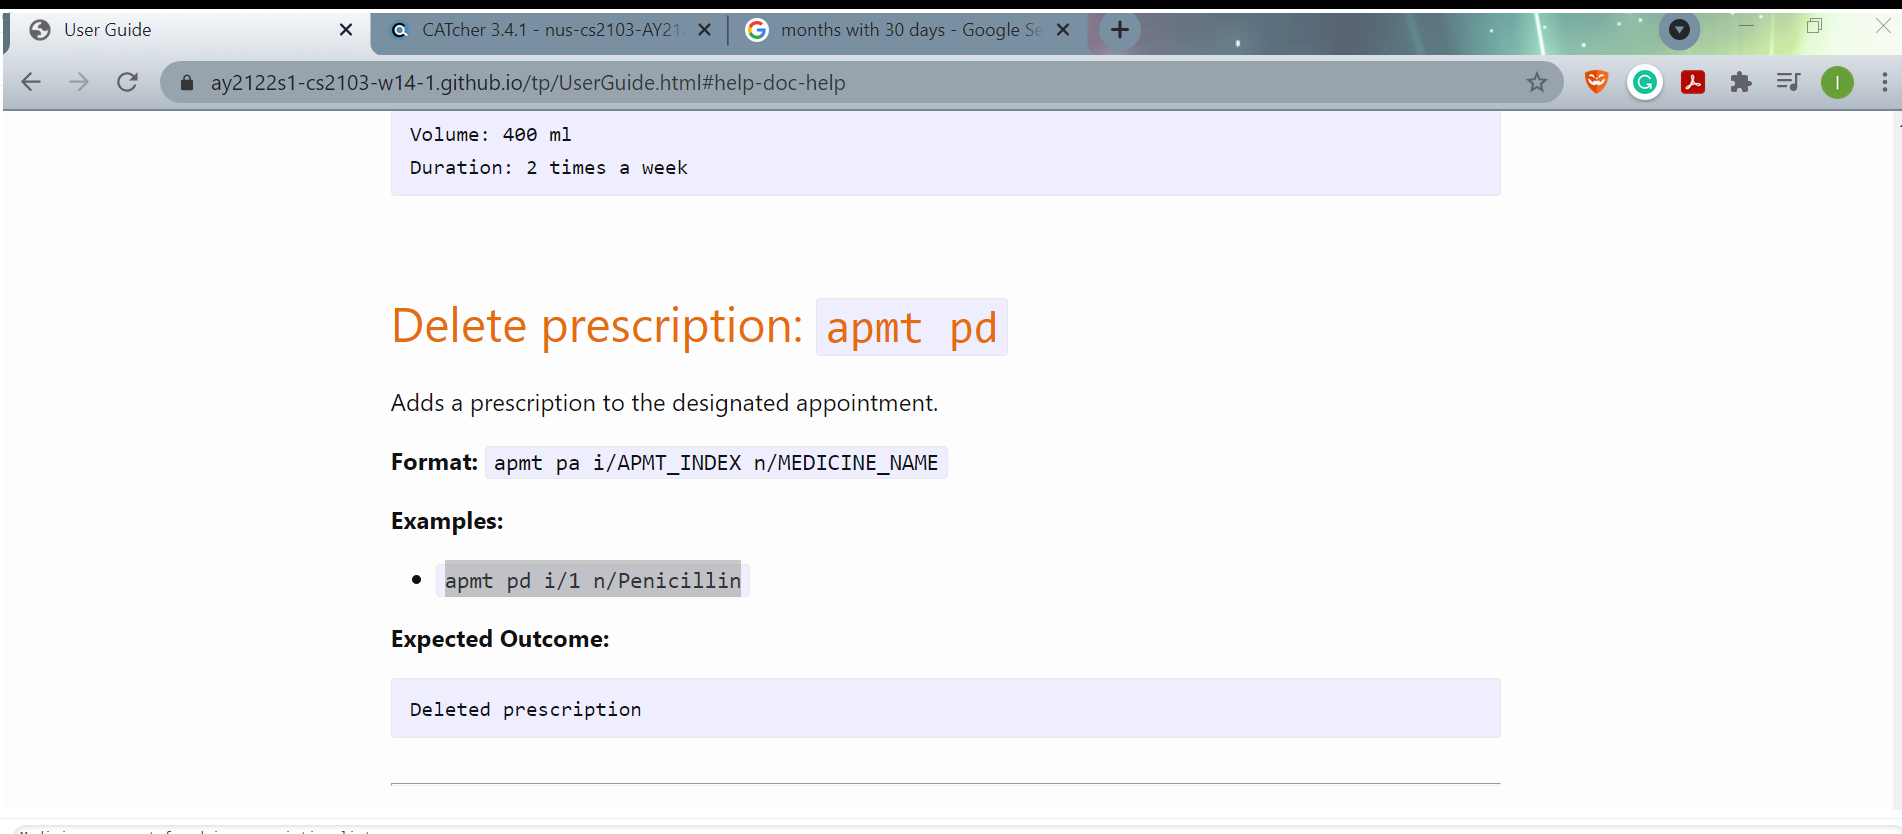 User Guide
CATcher 3.4.1 - nus-cs2103-AY21
months with 30 days - Google Se
ay2122s1-cs2103-w14-1.github.io/tp/UserGuide.html#help-doc-help
I
Volume: 400 ml
Duration: 2 times a week
Delete prescription: apmt pd
Adds a prescription to the designated appointment.
Format: apmt pa i/APMT_INDEX n/MEDICINE_NAME
Examples:
apmt pd i/1 n/Penicillin
Expected Outcome:
Deleted prescription